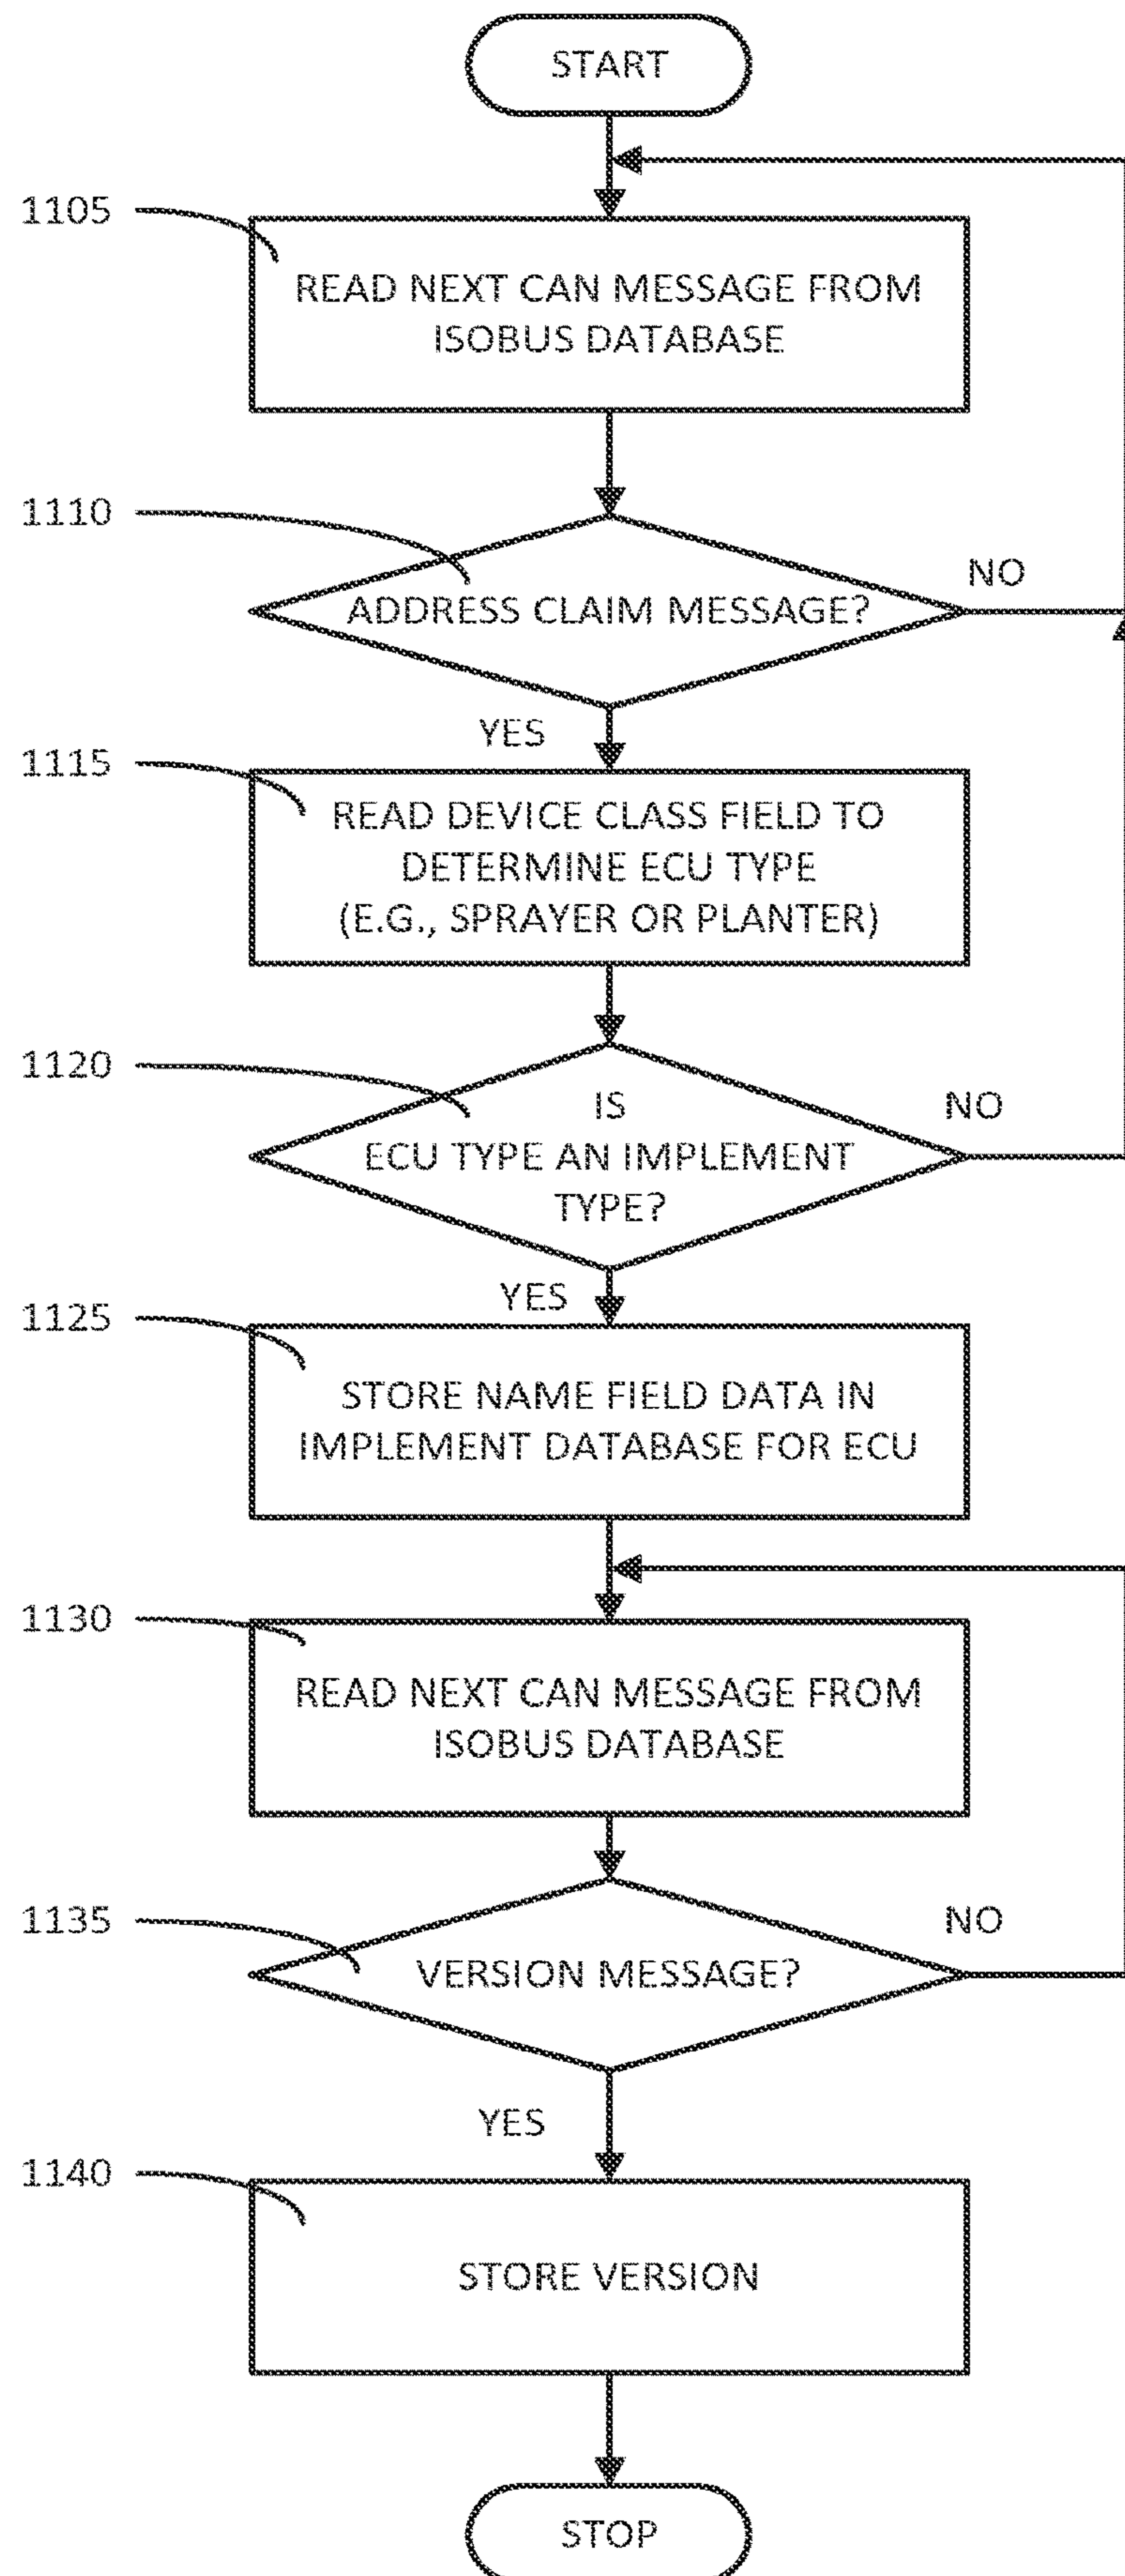 START
1105
READ NEXT CAN MESSAGE FROM
ISOBUS DATABASE
1110
NO
ADDRESS CLAIM MESSAGE?
YES
1115
READ DEVICE CLASS FIELD TO
DETERMINE ECU TYPE
(E.G., SPRAYER OR PLANTER)
1120
IS
NO
ECU TYPE AN IMPLEMENT
TYPE?
YES
1125
STORE NAME FIELD DATA IN
IMPLEMENT DATABASE FOR ECU
1130
READ NEXT CAN MESSAGE FROM
ISOBUS DATABASE
1135
NO
VERSION MESSAGE?
YES
1140
STORE VERSION
STOP